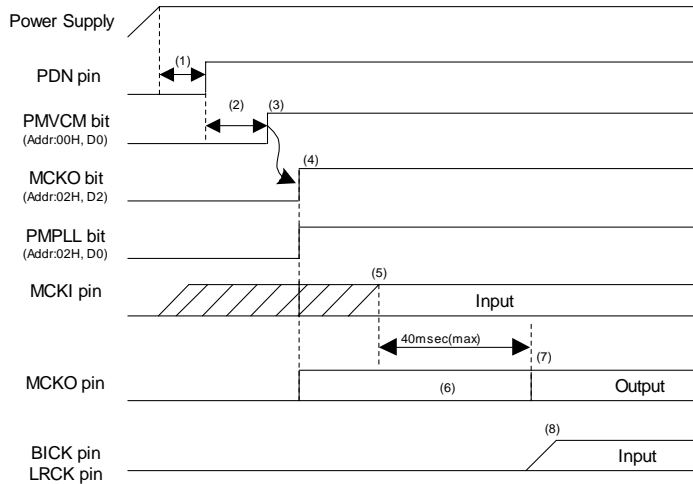 Power Supply
(1)
PDN pin
(2)
(3)
PMVCM bit
(Addr:00H, D0)
(4)
MCKO bit
(Addr:02H, D2)
PMPLL bit
(Addr:02H, D0)
(5)
MCKI pin
Input
40msec(max)
(7)
MCKO pin
(6)
Output
(8)
BICK pin
LRCK pin
Input